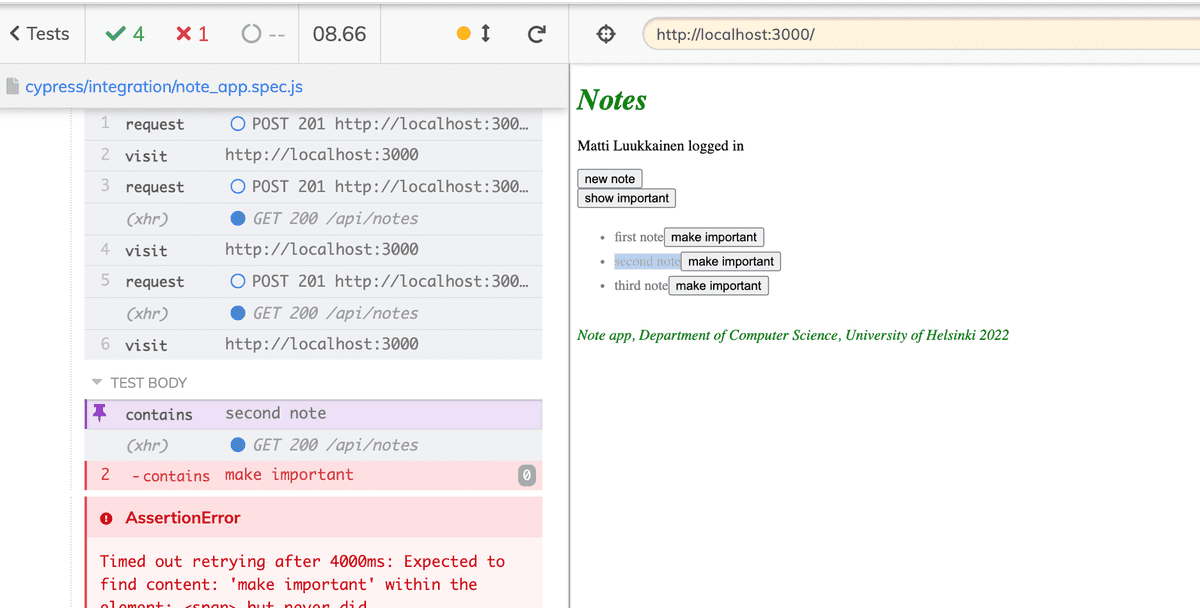 Tests 4 1 -- 08.66 http://localhost:3000/
cypress/integration/note_app.spec.js
1 request POST 201 http://localhost:300…
2 visit http://localhost:3000
3 request POST 201 http://localhost:300…
(xhr) GET 200 /api/notes
4 visit http://localhost:3000
5 request POST 201 http://localhost:300…
(xhr) GET 200 /api/notes
6 visit http://localhost:3000
TEST BODY
contains second note
(xhr) GET 200 /api/notes
2 -contains make important 0
AssertionError
Timed out retrying after 4000ms: Expected to
find content: 'make important' within the
element: <span> but never did
Notes
Matti Luukkainen logged in
new note
show important
first note make important
second note make important
third note make important
Note app, Department of Computer Science, University of Helsinki 2022